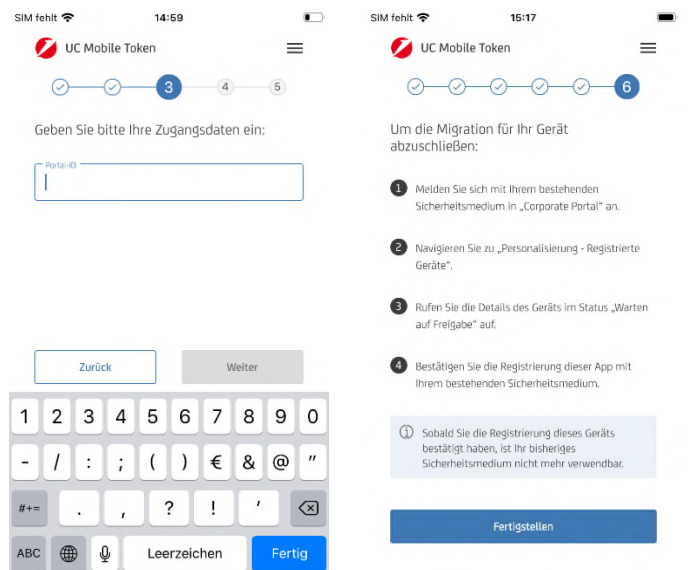 SIM fehlt 14:59
UC Mobile Token
3 4 5
Geben Sie bitte Ihre Zugangsdaten ein:
Portal-ID
Zurück Weiter
1 2 3 4 5 6 7 8 9 0
- / : ; ( ) € & @ "
#+= . , ? ! '
ABC Leerzeichen Fertig
SIM fehlt 15:17
UC Mobile Token
6
Um die Migration für Ihr Gerät
abzuschließen:
1 Melden Sie sich mit Ihrem bestehenden
Sicherheitsmedium in „Corporate Portal" an.
2 Navigieren Sie zu „Personalisierung - Registrierte
Geräte".
3 Rufen Sie die Details des Geräts im Status „Warten
auf Freigabe" auf.
4 Bestätigen Sie die Registrierung dieser App mit
Ihrem bestehenden Sicherheitsmedium.
Sobald Sie die Registrierung dieses Geräts
bestätigt haben, ist Ihr bisheriges
Sicherheitsmedium nicht mehr verwendbar.
Fertigstellen